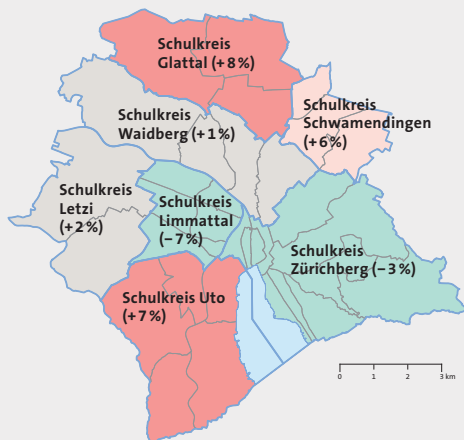 Schulkreis
Glattal (+8%)
Schulkreis
Schwamendingen
(+6%)
Schulkreis
Waidberg (+1%)
Schulkreis
Letzi
(+2%)
Schulkreis
Limmattal
(−7%)
Schulkreis
Zürichberg (−3%)
Schulkreis Uto
(+7%)
0 1 2 3 km